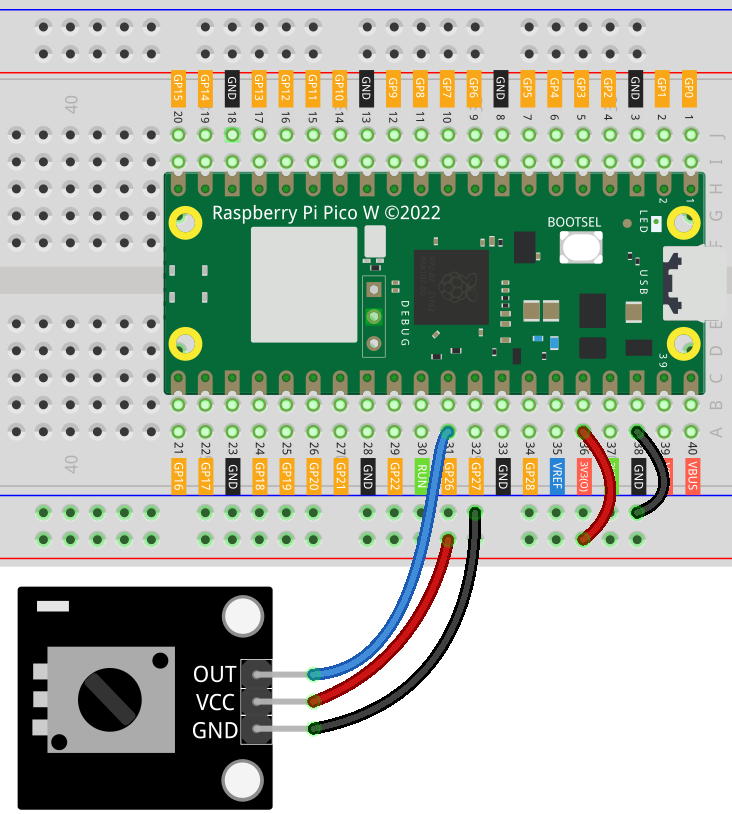 GP15 GP14 GND GP13 GP12 GP11 GP10 GND GP9 GP8 GP7 GP6 GND GP5 GP4 GP3 GP2 GND GP1 GP0
40
20 19 18 17 16 15 14 13 12 11 10 9 8 7 6 5 4 3 2 1
J
I
H
G
F
2 1
Raspberry Pi Pico W ©2022
BOOTSEL
LED
USB
DEBUG
39
E
D
C
B
A
21 22 23 24 25 26 27 28 29 30 31 32 33 34 35 36 37 38 39 40
40
GP16 GP17 GND GP18 GP19 GP20 GP21 GND GP22 RUN GP26 GP27 GND GP28 VREF 3V3(O) GND VBUS
OUT
VCC
GND